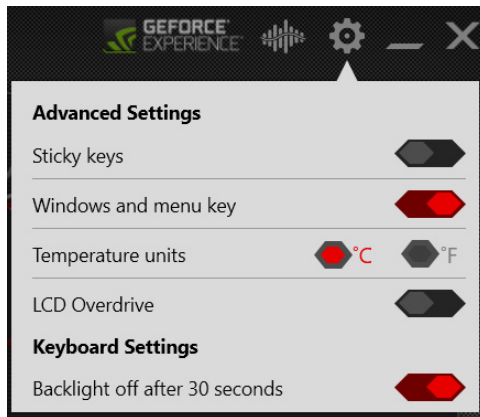 GEFORCE
EXPERIENCE
Advanced Settings
Sticky keys
Windows and menu key
Temperature units °C °F
LCD Overdrive
Keyboard Settings
Backlight off after 30 seconds